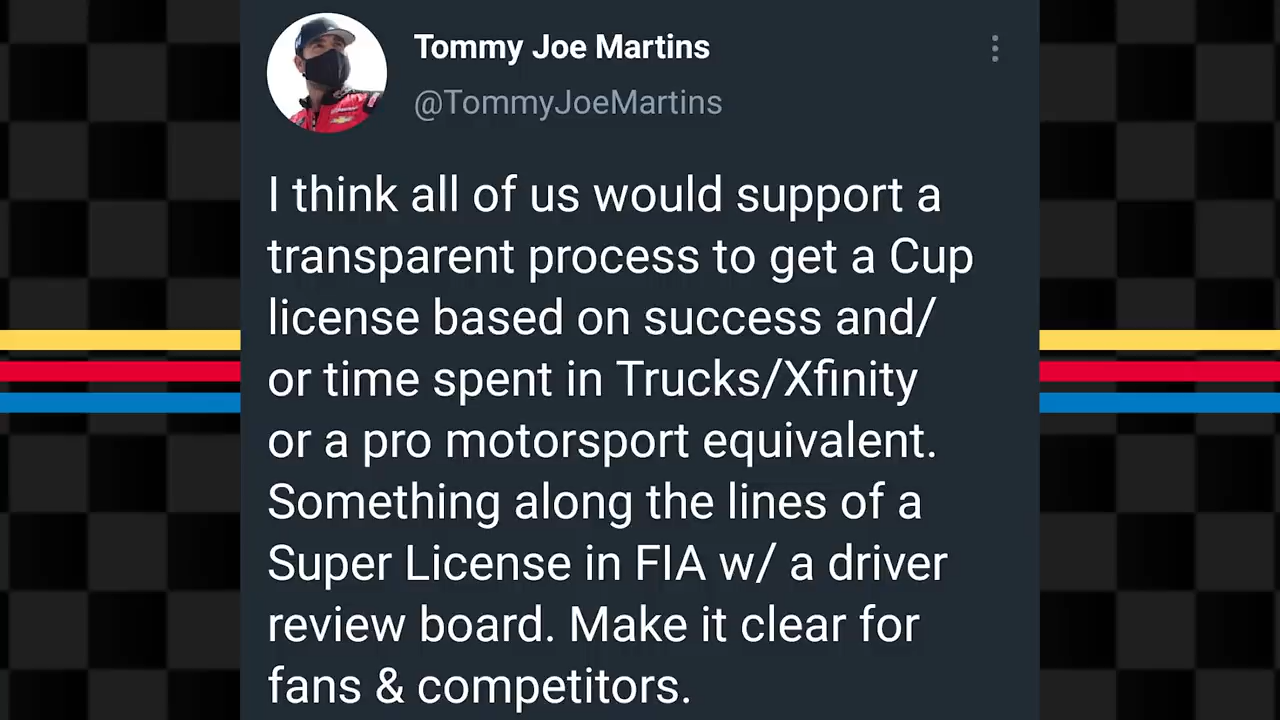 Tommy Joe Martins
@TommyJoeMartins
I think all of us would support a
transparent process to get a Cup
license based on success and/
or time spent in Trucks/Xfinity
or a pro motorsport equivalent.
Something along the lines of a
Super License in FIA w/ a driver
review board. Make it clear for
fans & competitors.